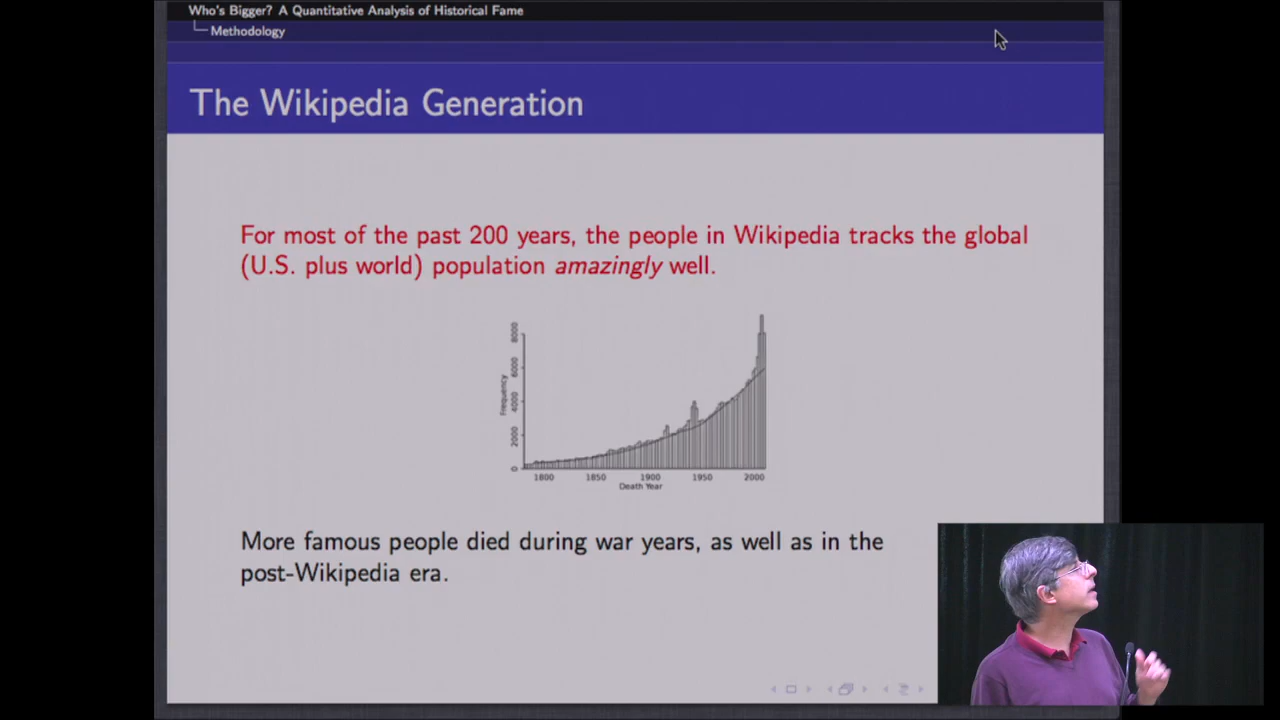 Who's Bigger? A Quantitative Analysis of Historical Fame
Methodology
The Wikipedia Generation
For most of the past 200 years, the people in Wikipedia tracks the global
(U.S. plus world) population amazingly well.
Frequency
8000
6000
4000
2000
0
1800 1850 1900 1950 2000
Death Year
More famous people died during war years, as well as in the
post-Wikipedia era.